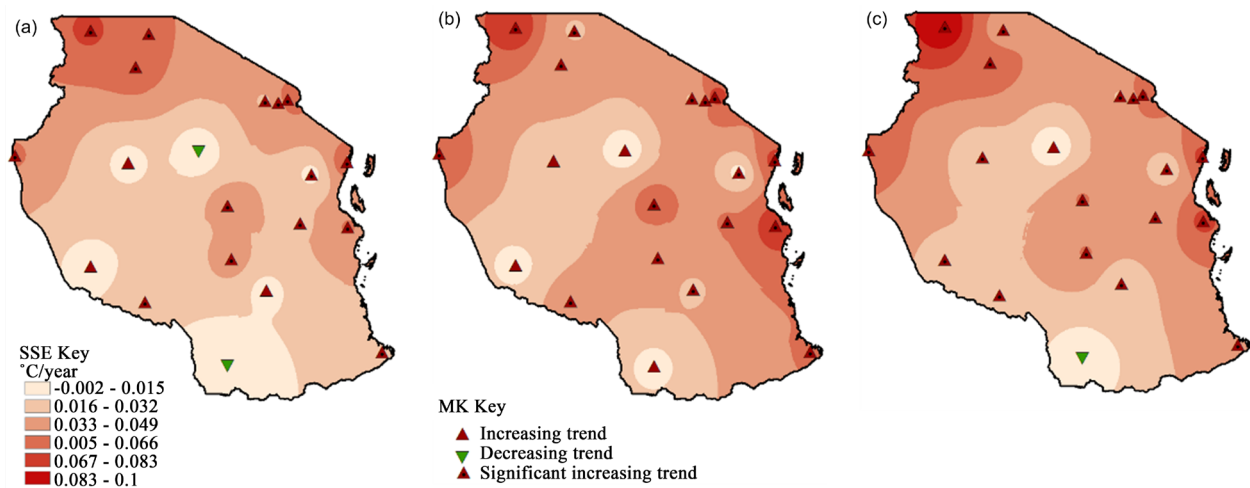 (a)
(b)
(c)
SSE Key
°C/year
-0.002 - 0.015
0.016 - 0.032
0.033 - 0.049
0.005 - 0.066
0.067 - 0.083
0.083 - 0.1
MK Key
Increasing trend
Decreasing trend
Significant increasing trend